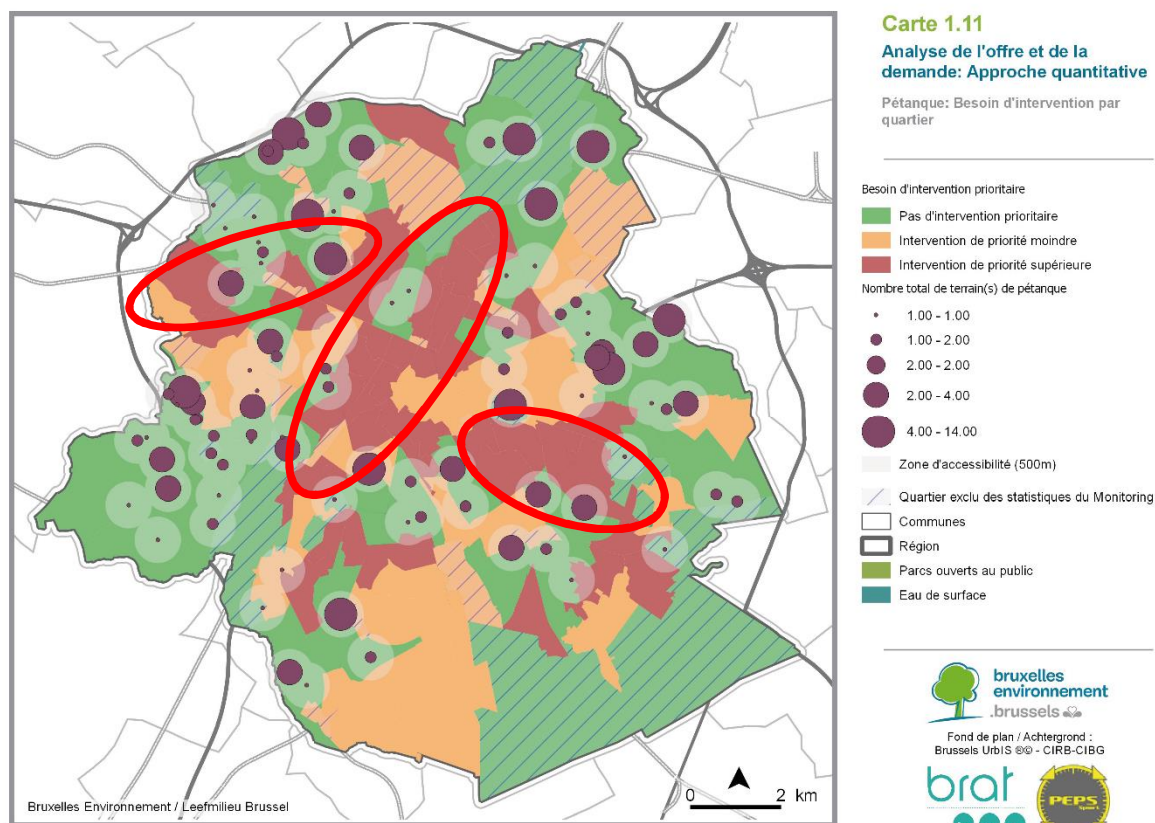 Carte 1.11
Analyse de l'offre et de la
demande: Approche quantitative
Pétanque: Besoin d'intervention par
quartier
Besoin d'intervention prioritaire
Pas d'intervention prioritaire
Intervention de priorité moindre
Intervention de priorité supérieure
Nombre total de terrain(s) de pétanque
1.00 - 1.00
1.00 - 2.00
2.00 - 2.00
2.00 - 4.00
4.00 - 14.00
Zone d'accessibilité (500m)
Quartier exclu des statistiques du Monitoring
Communes
Région
Parcs ouverts au public
Eau de surface
bruxelles
environnement
.brussels
Fond de plan / Achtergrond :
Brussels UrbIS ®© - CIRB-CIBG
brat
PEPS
Sport's
Bruxelles Environnement / Leefmilieu Brussel
0 2 km